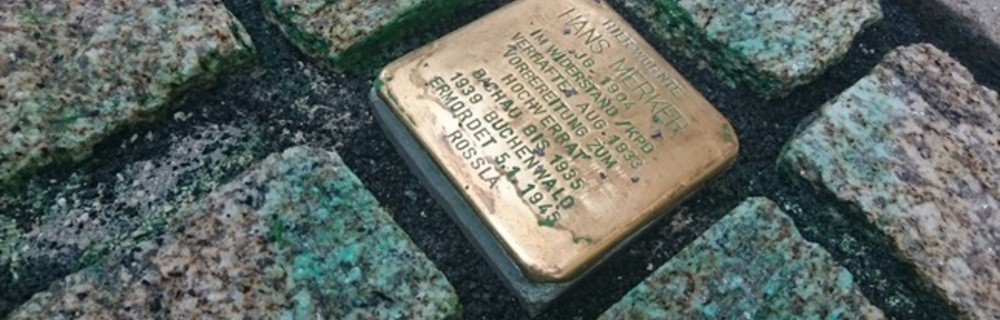 HIER WOHNTE
HANS MERKER
JG. 1904
IM WIDERSTAND / KPD
VERHAFTET AUG. 1933
VORBEREITUNG ZUM
HOCHVERRAT
DACHAU BIS 1935
1939 BUCHENWALD
ERMORDET 5.1.1945
ROSSLA